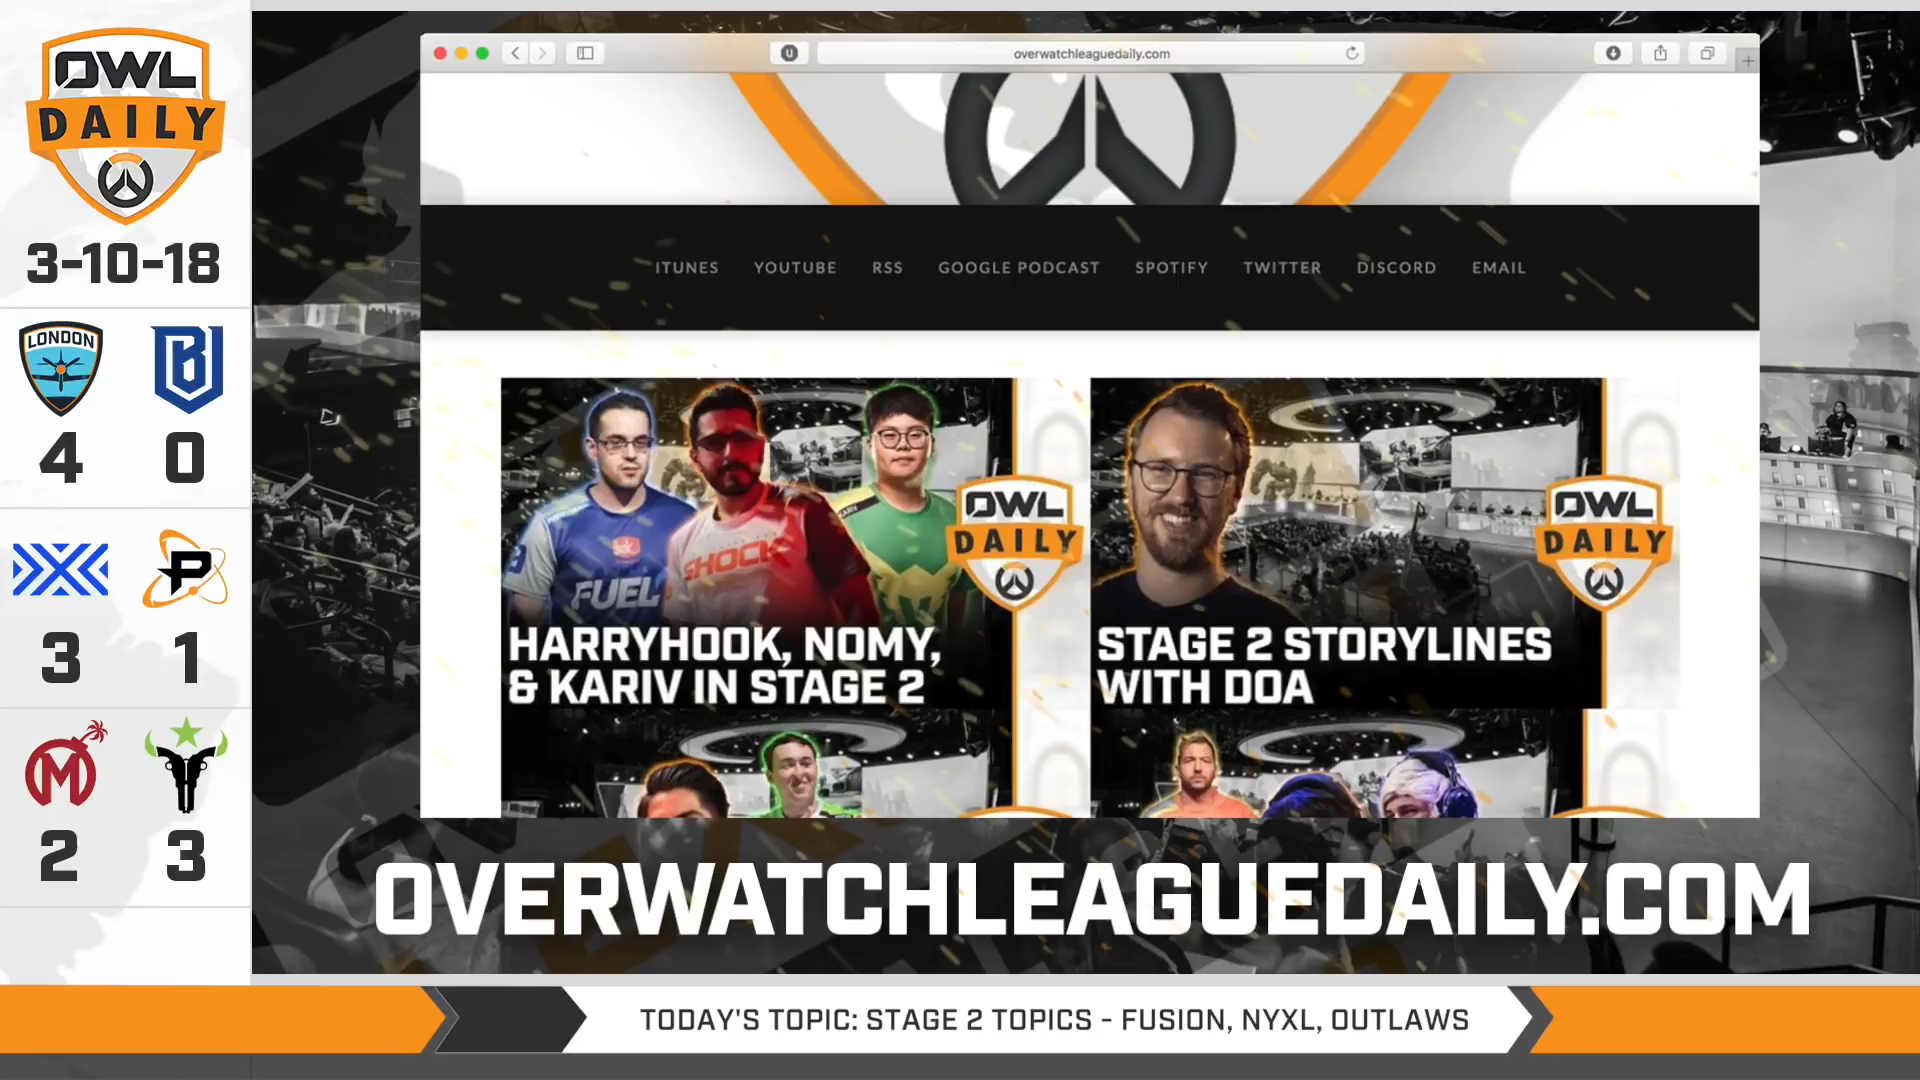 OWL
DAILY
3-10-18
LONDON
B
4 0
P
3 1
M
2 3
overwatchleaguedaily.com
ITUNES YOUTUBE RSS GOOGLE PODCAST SPOTIFY TWITTER DISCORD EMAIL
FUEL
SHOCK
OWL
DAILY
HARRYHOOK, NOMY,
& KARIV IN STAGE 2
OWL
DAILY
STAGE 2 STORYLINES
WITH DOA
OVERWATCHLEAGUEDAILY.COM
TODAY'S TOPIC: STAGE 2 TOPICS - FUSION, NYXL, OUTLAWS